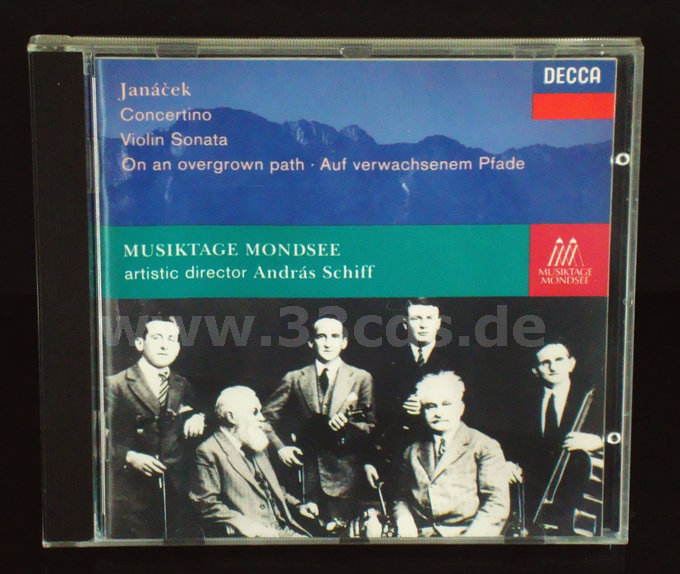 DECCA
Janáček
Concertino
Violin Sonata
On an overgrown path · Auf verwachsenem Pfade
MUSIKTAGE MONDSEE
artistic director András Schiff
MUSIKTAGE
MONDSEE
www.33cds.de